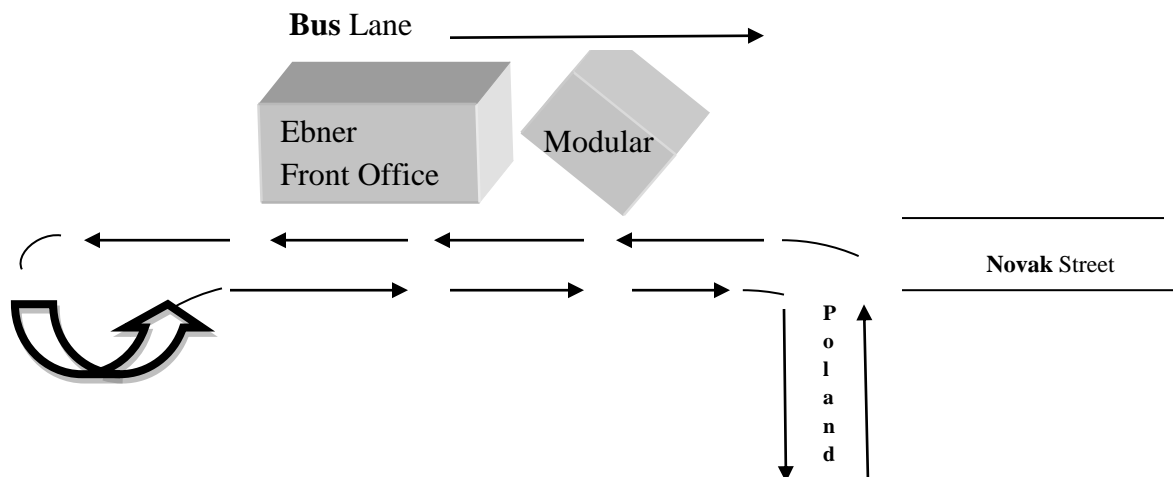 Bus Lane
Ebner
Front Office
Modular
Novak Street
P
o
l
a
n
d